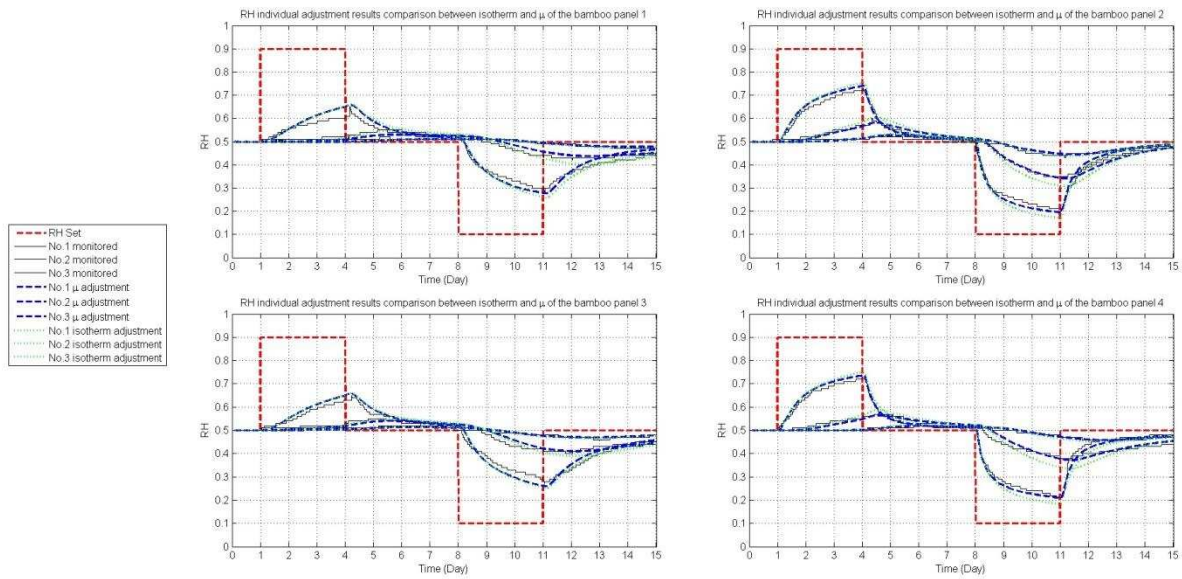 RH individual adjustment results comparison between isotherm and μ of the bamboo panel 1
1
0.9
0.8
0.7
0.6
0.5
0.4
0.3
0.2
0.1
0
RH
0 1 2 3 4 5 6 7 8 9 10 11 12 13 14 15
Time (Day)
RH individual adjustment results comparison between isotherm and μ of the bamboo panel 2
1
0.9
0.8
0.7
0.6
0.5
0.4
0.3
0.2
0.1
0
RH
0 1 2 3 4 5 6 7 8 9 10 11 12 13 14 15
Time (Day)
RH Set
No.1 monitored
No.2 monitored
No.3 monitored
No.1 μ adjustment
No.2 μ adjustment
No.3 μ adjustment
No.1 isotherm adjustment
No.2 isotherm adjustment
No.3 isotherm adjustment
RH individual adjustment results comparison between isotherm and μ of the bamboo panel 3
1
0.9
0.8
0.7
0.6
0.5
0.4
0.3
0.2
0.1
0
RH
0 1 2 3 4 5 6 7 8 9 10 11 12 13 14 15
Time (Day)
RH individual adjustment results comparison between isotherm and μ of the bamboo panel 4
1
0.9
0.8
0.7
0.6
0.5
0.4
0.3
0.2
0.1
0
RH
0 1 2 3 4 5 6 7 8 9 10 11 12 13 14 15
Time (Day)